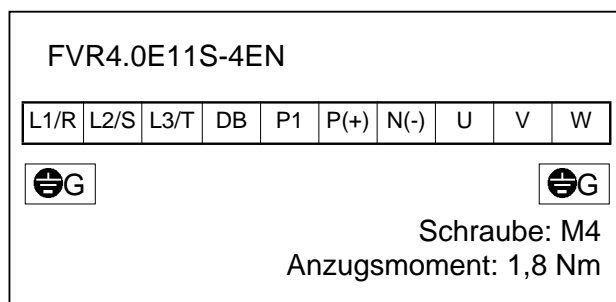 FVR4.0E11S-4EN
L1/R L2/S L3/T DB P1 P(+) N(-) U V W
G G
Schraube: M4
Anzugsmoment: 1,8 Nm